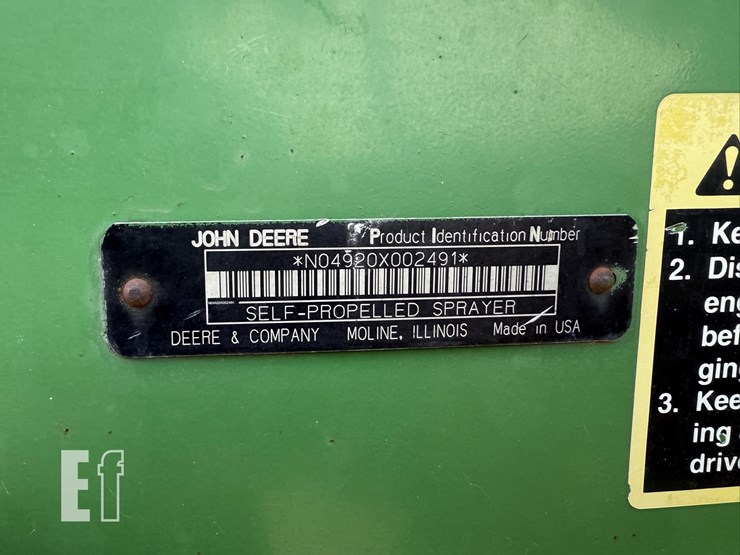 JOHN DEERE Product Identification Number
*N04920X002491*
SELF-PROPELLED SPRAYER
DEERE & COMPANY MOLINE, ILLINOIS Made in USA
1. Ke
2. Dis
eng
bef
ging
3. Kee
ing a
drive
Ef